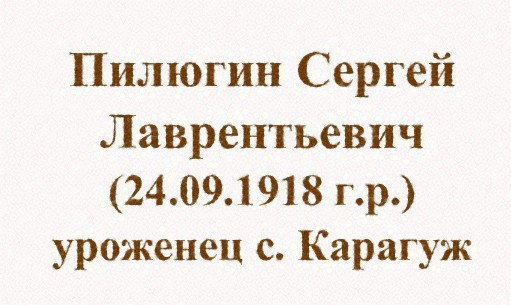 Пилюгин Сергей
Лаврентьевич
(24.09.1918 г.р.)
уроженец с. Карагуж